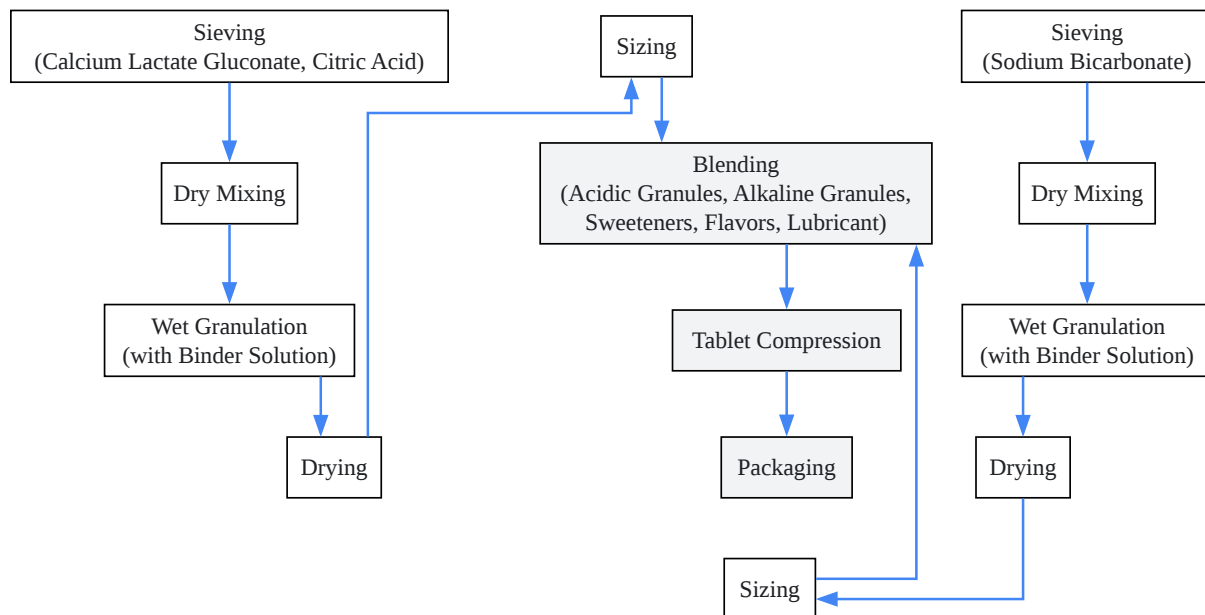 Sieving
(Calcium Lactate Gluconate, Citric Acid)
Dry Mixing
Wet Granulation
(with Binder Solution)
Drying
Sizing
Blending
(Acidic Granules, Alkaline Granules,
Sweeteners, Flavors, Lubricant)
Tablet Compression
Packaging
Sieving
(Sodium Bicarbonate)
Dry Mixing
Wet Granulation
(with Binder Solution)
Drying
Sizing